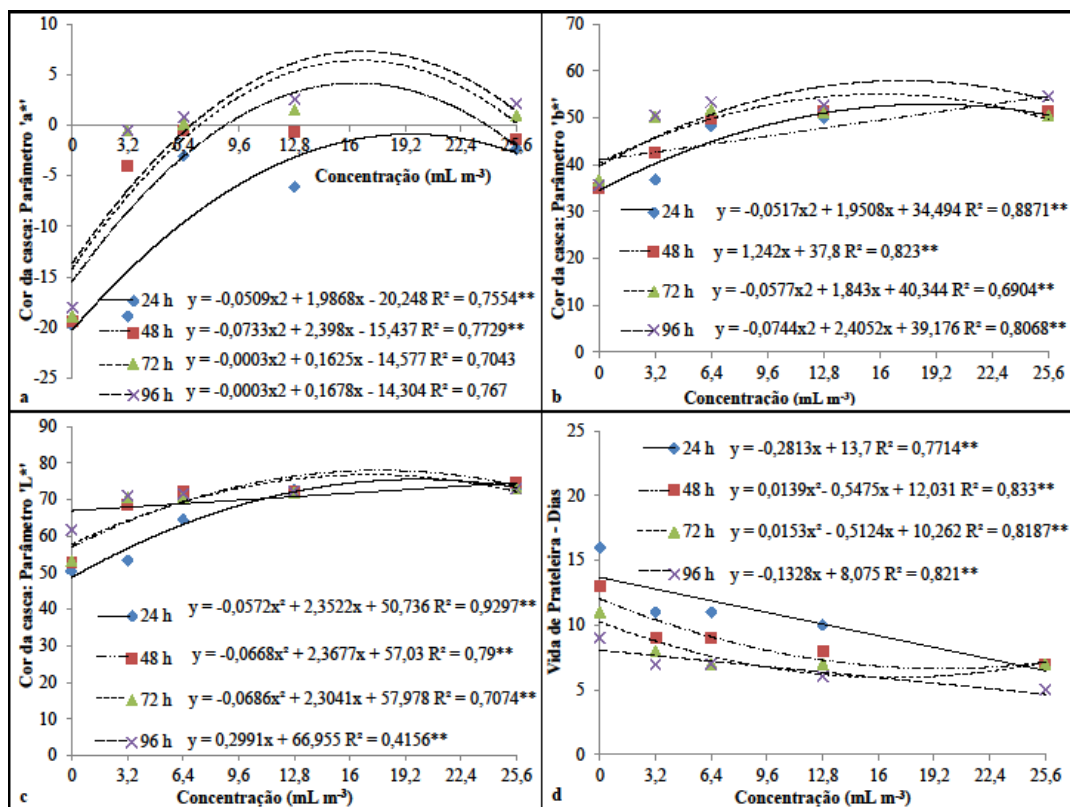 Cor da casca: Parâmetro 'a*'
10
5
0
-5
-10
-15
-20
-25
0 3,2 6,4 9,6 12,8 16 19,2 22,4 25,6
Concentração (mL m-³)
24 h y = -0,0509x2 + 1,9868x - 20,248 R² = 0,7554**
48 h y = -0,0733x2 + 2,398x - 15,437 R² = 0,7729**
72 h y = -0,0003x2 + 0,1625x - 14,577 R² = 0,7043
96 h y = -0,0003x2 + 0,1678x - 14,304 R² = 0,767
a
Cor da casca: Parâmetro 'b*'
70
60
50
40
30
20
10
0
24 h y = -0,0517x2 + 1,9508x + 34,494 R² = 0,8871**
48 h y = 1,242x + 37,8 R² = 0,823**
72 h y = -0,0577x2 + 1,843x + 40,344 R² = 0,6904**
96 h y = -0,0744x2 + 2,4052x + 39,176 R² = 0,8068**
0 3,2 6,4 9,6 12,8 16 19,2 22,4 25,6
b Concentração (mL m-³)
Cor da casca: Parâmetro 'L*'
90
80
70
60
50
40
30
20
10
0
24 h y = -0,0572x² + 2,3522x + 50,736 R² = 0,9297**
48 h y = -0,0668x² + 2,3677x + 57,03 R² = 0,79**
72 h y = -0,0686x² + 2,3041x + 57,978 R² = 0,7074**
96 h y = 0,2991x + 66,955 R² = 0,4156**
0 3,2 6,4 9,6 12,8 16 19,2 22,4 25,6
c Concentração (mL m-³)
Vida de Prateleira - Dias
25
20
15
10
5
0
24 h y = -0,2813x + 13,7 R² = 0,7714**
48 h y = 0,0139x²- 0,5475x + 12,031 R² = 0,833**
72 h y = 0,0153x² - 0,5124x + 10,262 R² = 0,8187**
96 h y = -0,1328x + 8,075 R² = 0,821**
0 3,2 6,4 9,6 12,8 16 19,2 22,4 25,6
d Concentração (mL m-³)